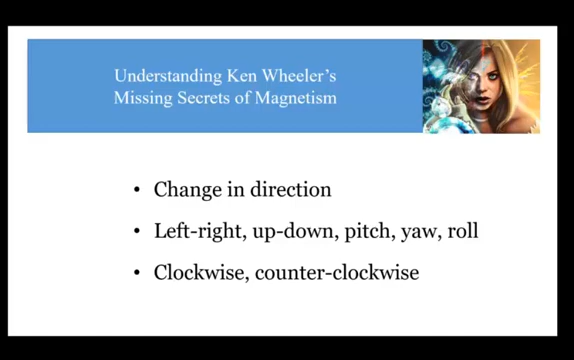 Understanding Ken Wheeler's
Missing Secrets of Magnetism
• Change in direction
• Left-right, up-down, pitch, yaw, roll
• Clockwise, counter-clockwise